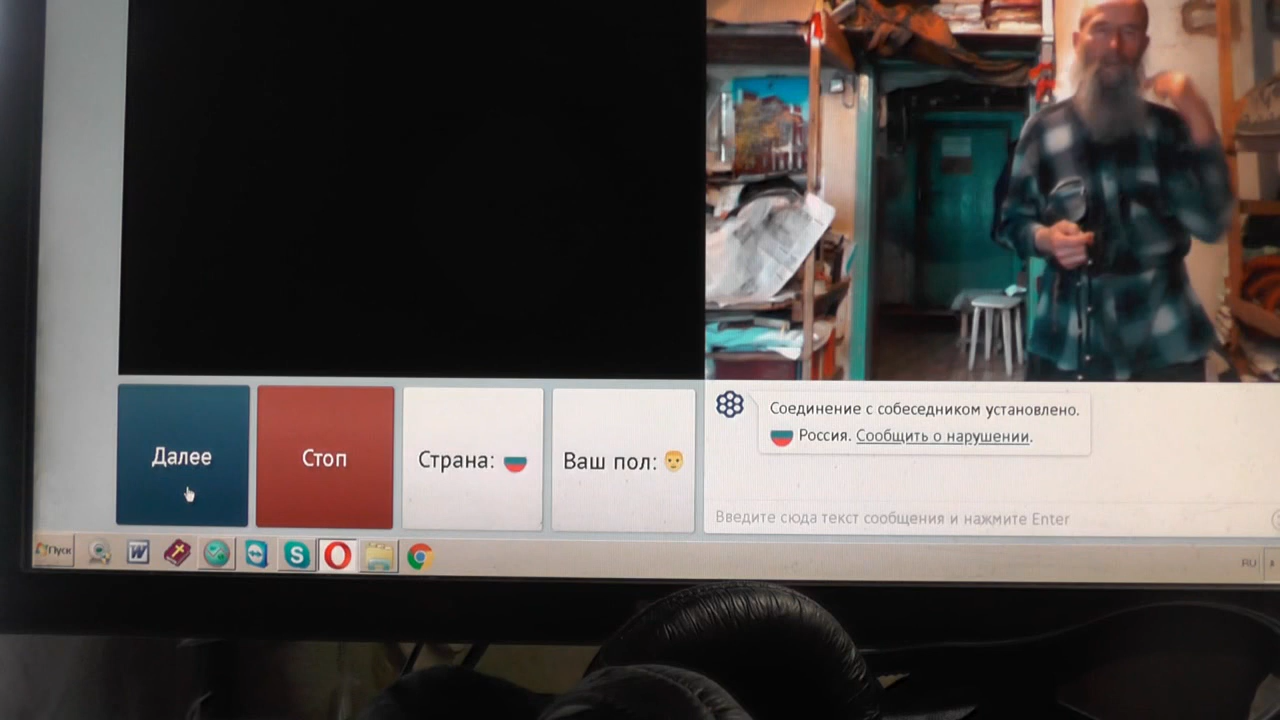 Далее
Стоп
Страна:
Ваш пол:
Соединение с собеседником установлено.
Россия. Сообщить о нарушении.
Введите сюда текст сообщения и нажмите Enter
Пуск
W
S
RU